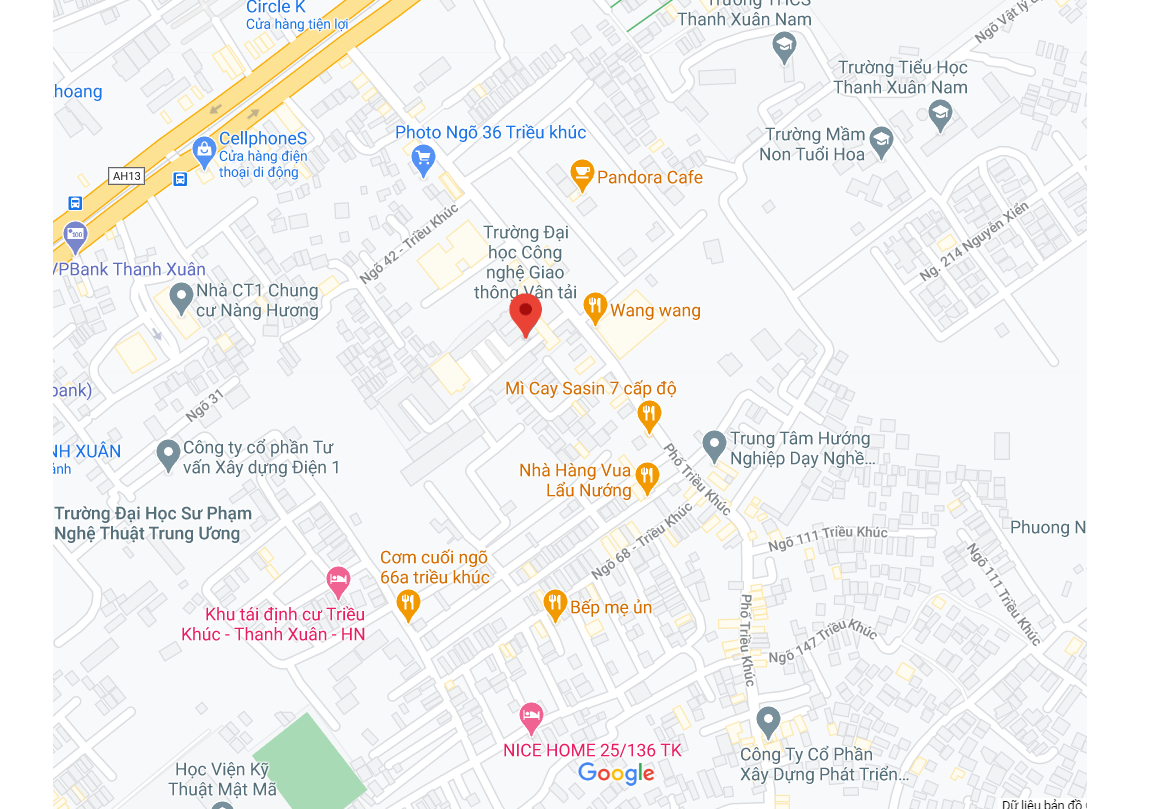 Circle K
Cửa hàng tiện lợi
Thanh Xuân Nam
Trường Tiểu Học
Thanh Xuân Nam
hoang
CellphoneS
Cửa hàng điện
thoại di động
AH13
Photo Ngõ 36 Triều khúc
Trường Mầm
Non Tuổi Hoa
Pandora Cafe
Ngõ 42 - Triều Khúc
Trường Đại
học Công
nghệ Giao
thông Vận tải
Ng. 214 Nguyễn Xiển
VPBank Thanh Xuân
Nhà CT1 Chung
cư Nàng Hương
Wang wang
Mì Cay Sasin 7 cấp độ
Ngõ 31
Công ty cổ phần Tư
vấn Xây dựng Điện 1
Trung Tâm Hướng
Nghiệp Dạy Nghề...
Phố Triều Khúc
Nhà Hàng Vua
Lẩu Nướng
Trường Đại Học Sư Phạm
Nghệ Thuật Trung Ương
Ngõ 68 - Triều Khúc
Ngõ 111 Triều Khúc
Phuong N
Ngõ 111 Triều Khúc
Cơm cuối ngõ
66a triều khúc
Bếp mẹ ủn
Khu tái định cư Triều
Khúc - Thanh Xuân - HN
Phố Triều Khúc
Ngõ 147 Triều Khúc
NICE HOME 25/136 TK
Google
Công Ty Cổ Phần
Xây Dựng Phát Triển...
Học Viện Kỹ
Thuật Mật Mã